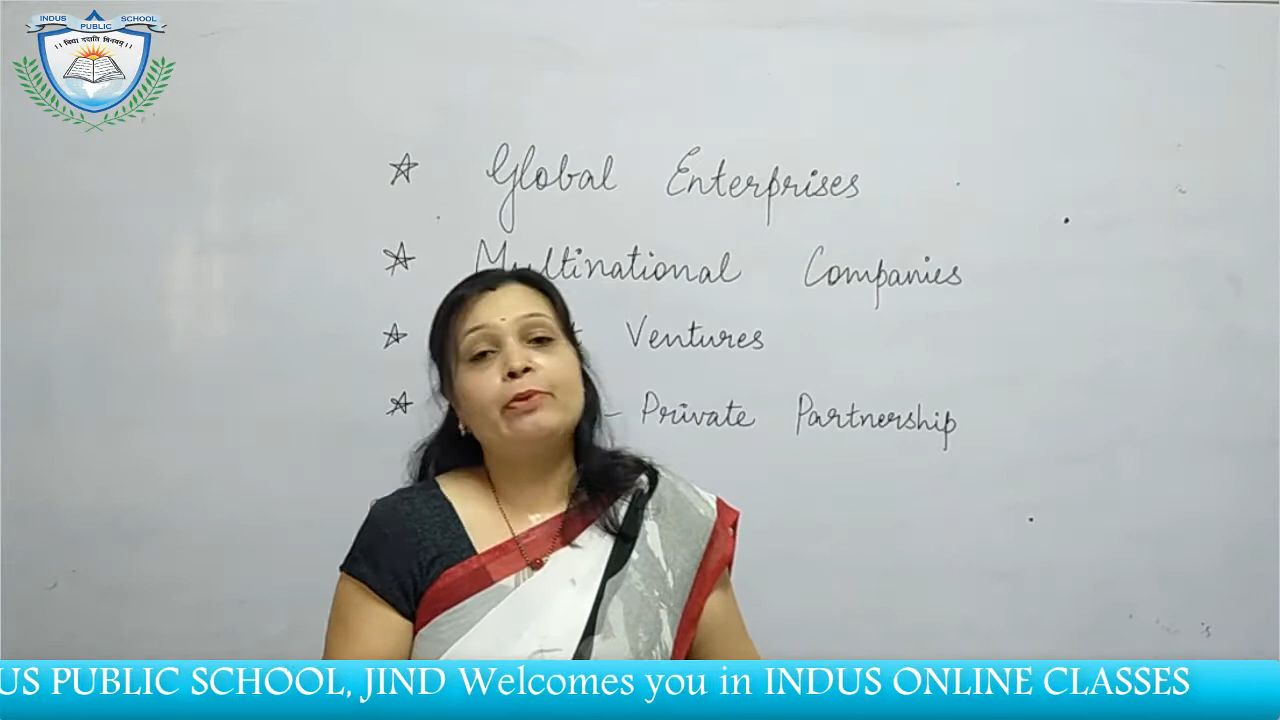 INDUS PUBLIC SCHOOL
।। विद्या ददाति विनयम् ।।
☆ Global Enterprises
☆ Multinational Companies
☆ Ventures
☆ – Private Partnership
US PUBLIC SCHOOL, JIND Welcomes you in INDUS ONLINE CLASSES